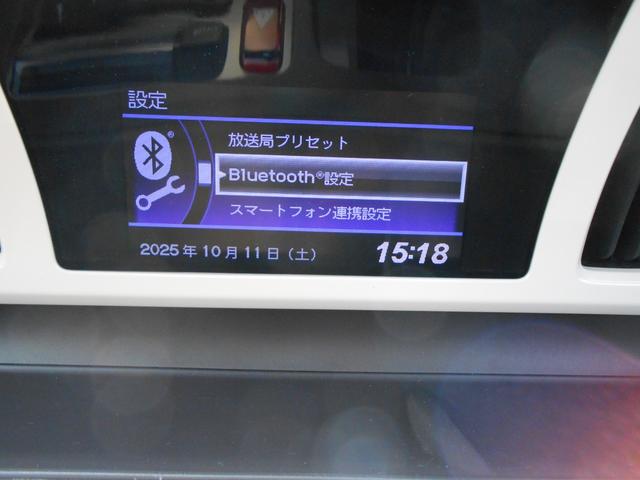 設定
放送局プリセット
Bluetooth®設定
スマートフォン連携設定
2025年10月11日（土） 15:18